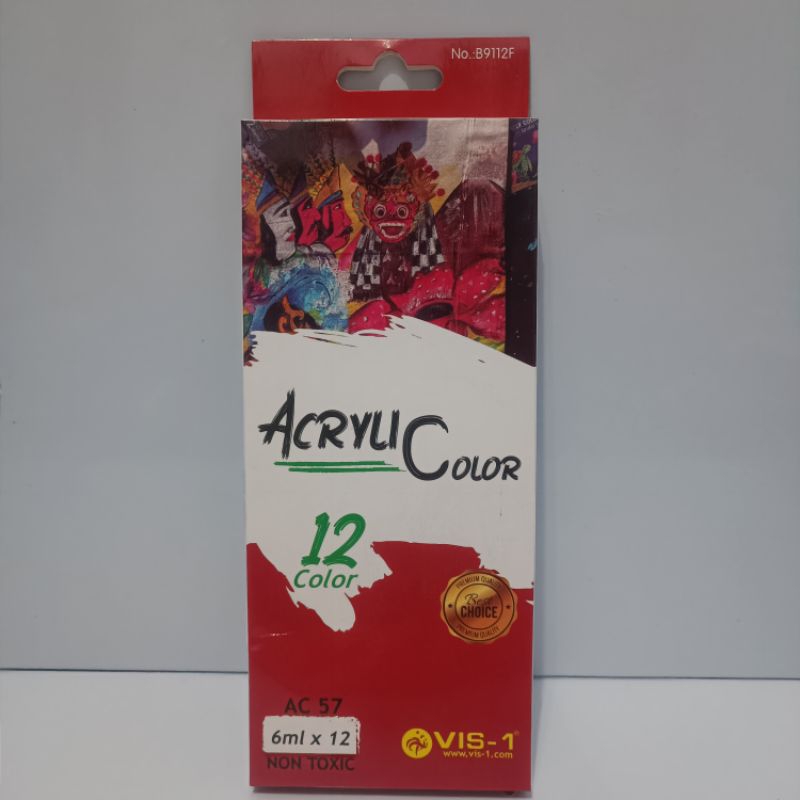 No.:B9112F
ACRYLIC COLOR
12
Color
PREMIUM QUALITY
Best
CHOICE
PREMIUM QUALITY
AC 57
6ml x 12
NON TOXIC
VIS-1®
www.vis-1.com